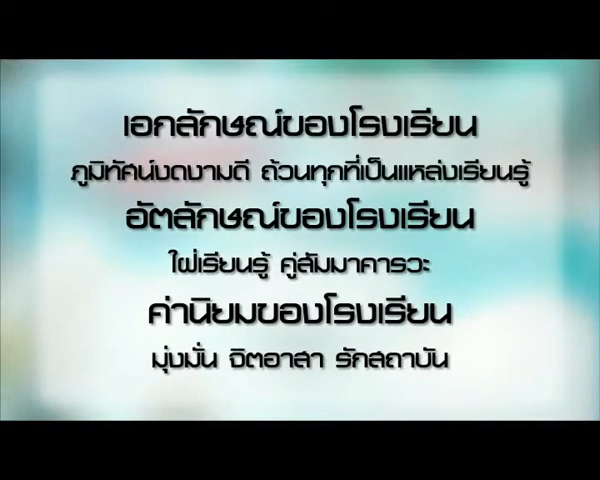 เอกลักษณ์ของโรงเรียน
ภูมิทัศน์งดงามดี ถ้วนทุกที่เป็นแหล่งเรียนรู้
อัตลักษณ์ของโรงเรียน
ใฝ่เรียนรู้ คู่สัมมาคารวะ
ค่านิยมของโรงเรียน
มุ่งมั่น จิตอาสา รักสถาบัน